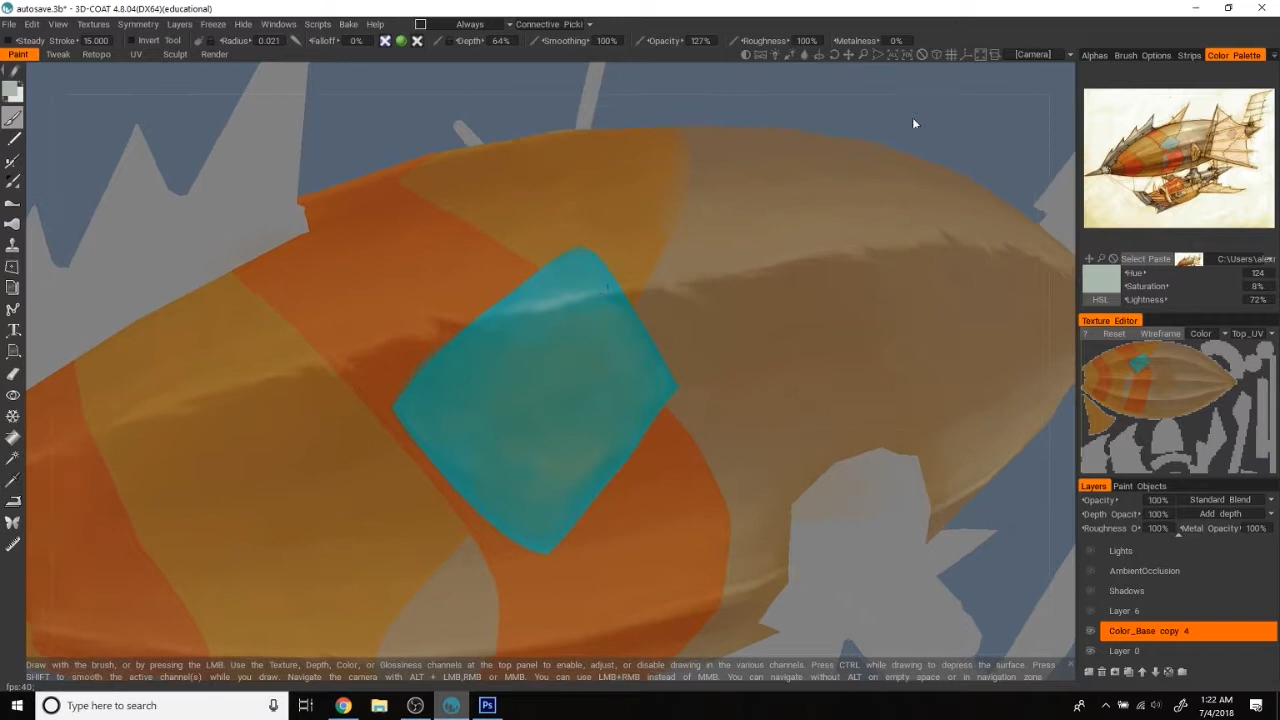 autosave.3b* - 3D-COAT 4.8.04(DX64)(educational)
File Edit View Textures Symmetry Layers Freeze Hide Windows Scripts Bake Help Always Connective Picki
Steady Stroke 15.000 Invert Tool Radius 0.021 Falloff 0% Depth 64% Smoothing 100% Opacity 127% Roughness 100% Metalness 0%
Paint Tweak Retopo UV Sculpt Render [Camera] Alphas Brush Options Strips Color Palette
Select Paste C:\Users\alexr
Hue 124
Saturation 8%
HSL Lightness 72%
Texture Editor
? Reset Wireframe Color Top_UV
Layers Paint Objects
Opacity 100% Standard Blend
Depth Opacit 100% Add depth
Roughness O 100% Metal Opacity 100%
Lights
AmbientOcclusion
Shadows
Layer 6
Color_Base copy 4
Layer 0
Draw with the brush, or by pressing the LMB. Use the Texture, Depth, Color, or Glossiness channels at the top panel to enable, adjust, or disable drawing in the various channels. Press CTRL while drawing to depress the surface. Press
SHIFT to smooth the active channel(s) while you draw. Navigate the camera with ALT + LMB,RMB or MMB. You can use LMB+RMB instead of MMB. You can navigate without ALT on empty space or in navigation zone
fps:40;
Type here to search
1:22 AM
7/4/2018